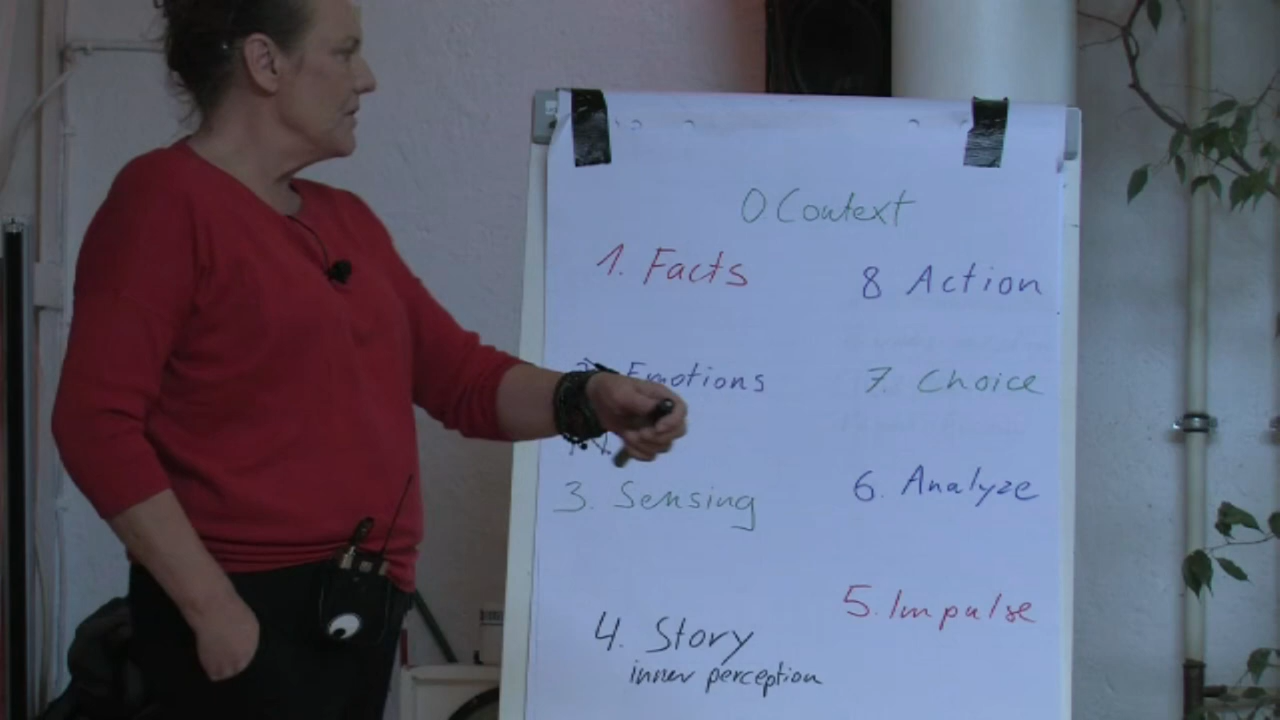 0 Context
1. Facts
8 Action
Emotions
7. Choice
3. Sensing
6. Analyze
5. Impulse
4. Story
inner perception